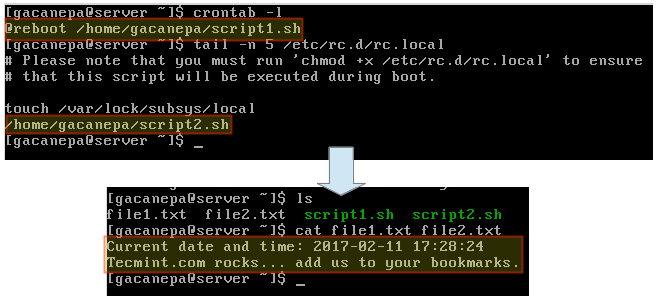 [gacanepa@server ~]$ crontab -l
@reboot /home/gacanepa/script1.sh
[gacanepa@server ~]$ tail -n 5 /etc/rc.d/rc.local
# Please note that you must run 'chmod +x /etc/rc.d/rc.local' to ensure
# that this script will be executed during boot.
touch /var/lock/subsys/local
/home/gacanepa/script2.sh
[gacanepa@server ~]$ _
[gacanepa@server ~]$ ls
file1.txt  file2.txt  script1.sh  script2.sh
[gacanepa@server ~]$ cat file1.txt file2.txt
Current date and time: 2017-02-11 17:28:24
Tecmint.com rocks... add us to your bookmarks.
[gacanepa@server ~]$ _